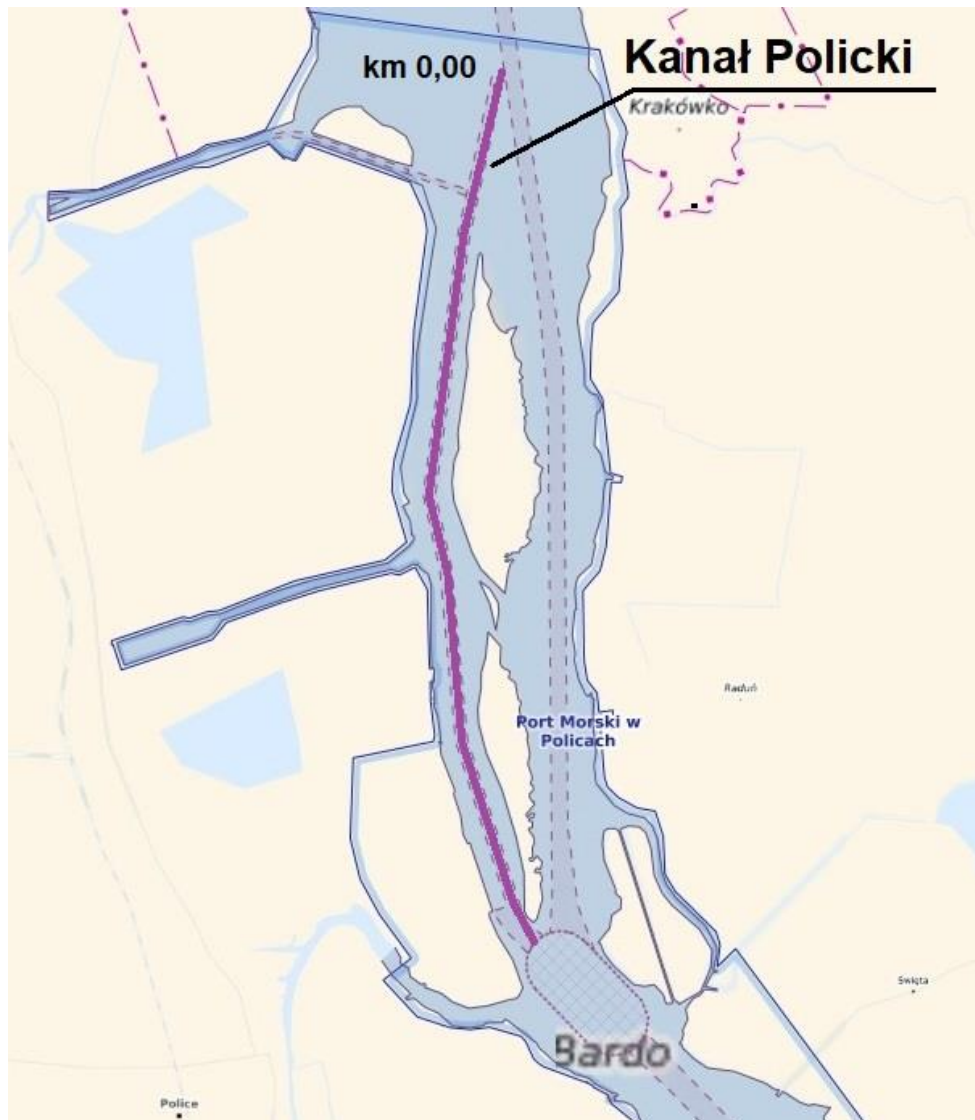 km 0,00
Kanał Policki
Krakówko
Raduń
Port Morski w
Policach
Święta
Bardo
Police